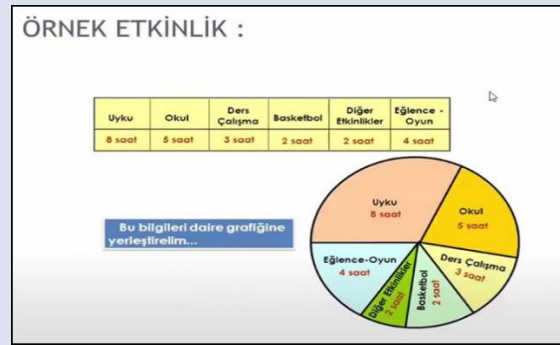 ÖRNEK ETKİNLİK :
Uyku Okul Ders Çalışma Basketbol Diğer Etkinlikler Eğlence - Oyun
8 saat 5 saat 3 saat 2 saat 2 saat 4 saat
Bu bilgileri daire grafiğine
yerleştirelim...
Uyku
8 saat
Okul
5 saat
Ders Çalışma
3 saat
Basketbol
2 saat
Diğer Etkinlikler
2 saat
Eğlence-Oyun
4 saat